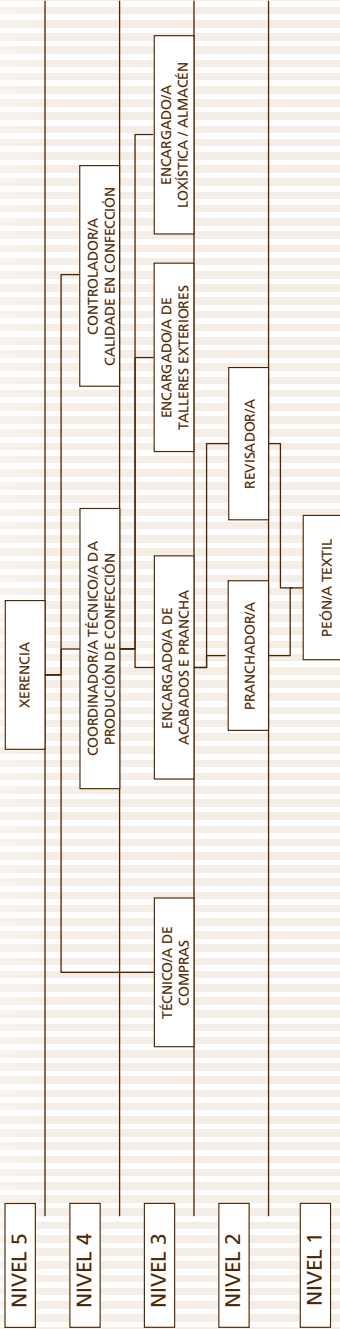 NIVEL 5
XERENCIA
NIVEL 4
COORDINADOR/A TÉCNICO/A DA
PRODUCIÓN DE CONFECCIÓN
CONTROLADOR/A
CALIDADE EN CONFECCIÓN
NIVEL 3
TÉCNICO/A DE
COMPRAS
ENCARGADO/A DE
ACABADOS E PRANCHA
ENCARGADO/A DE
TALLERES EXTERIORES
ENCARGADO/A
LOXÍSTICA / ALMACÉN
NIVEL 2
PRANCHADOR/A
REVISADOR/A
NIVEL 1
PEÓN/A TEXTIL